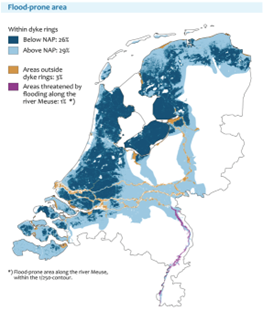 Flood-prone area
Within dyke rings
Below NAP: 26%
Above NAP: 29%
Areas outside
dyke rings: 3%
Areas threatened by
flooding along the
river Meuse: 1% *)
*) Flood-prone area along the river Meuse,
within the 1/250-contour.